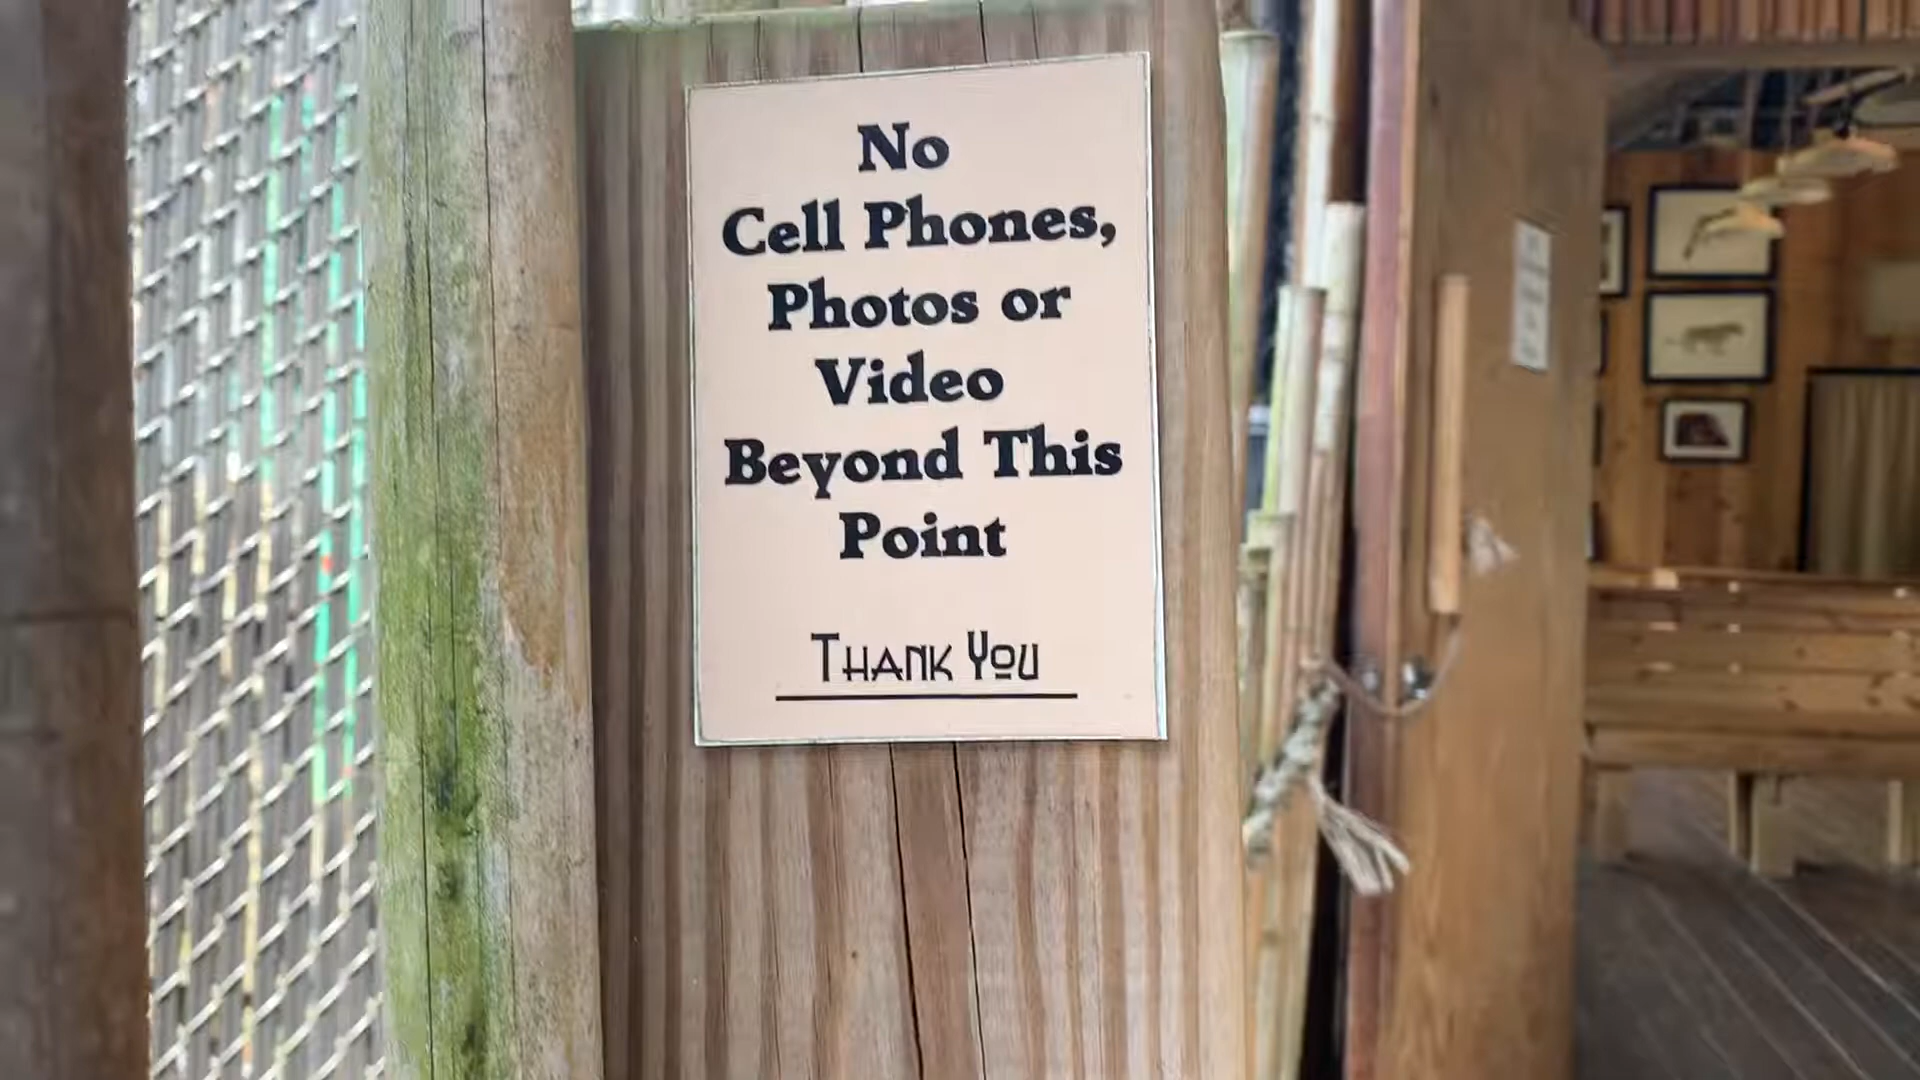 No
Cell Phones,
Photos or
Video
Beyond This
Point
Thank You